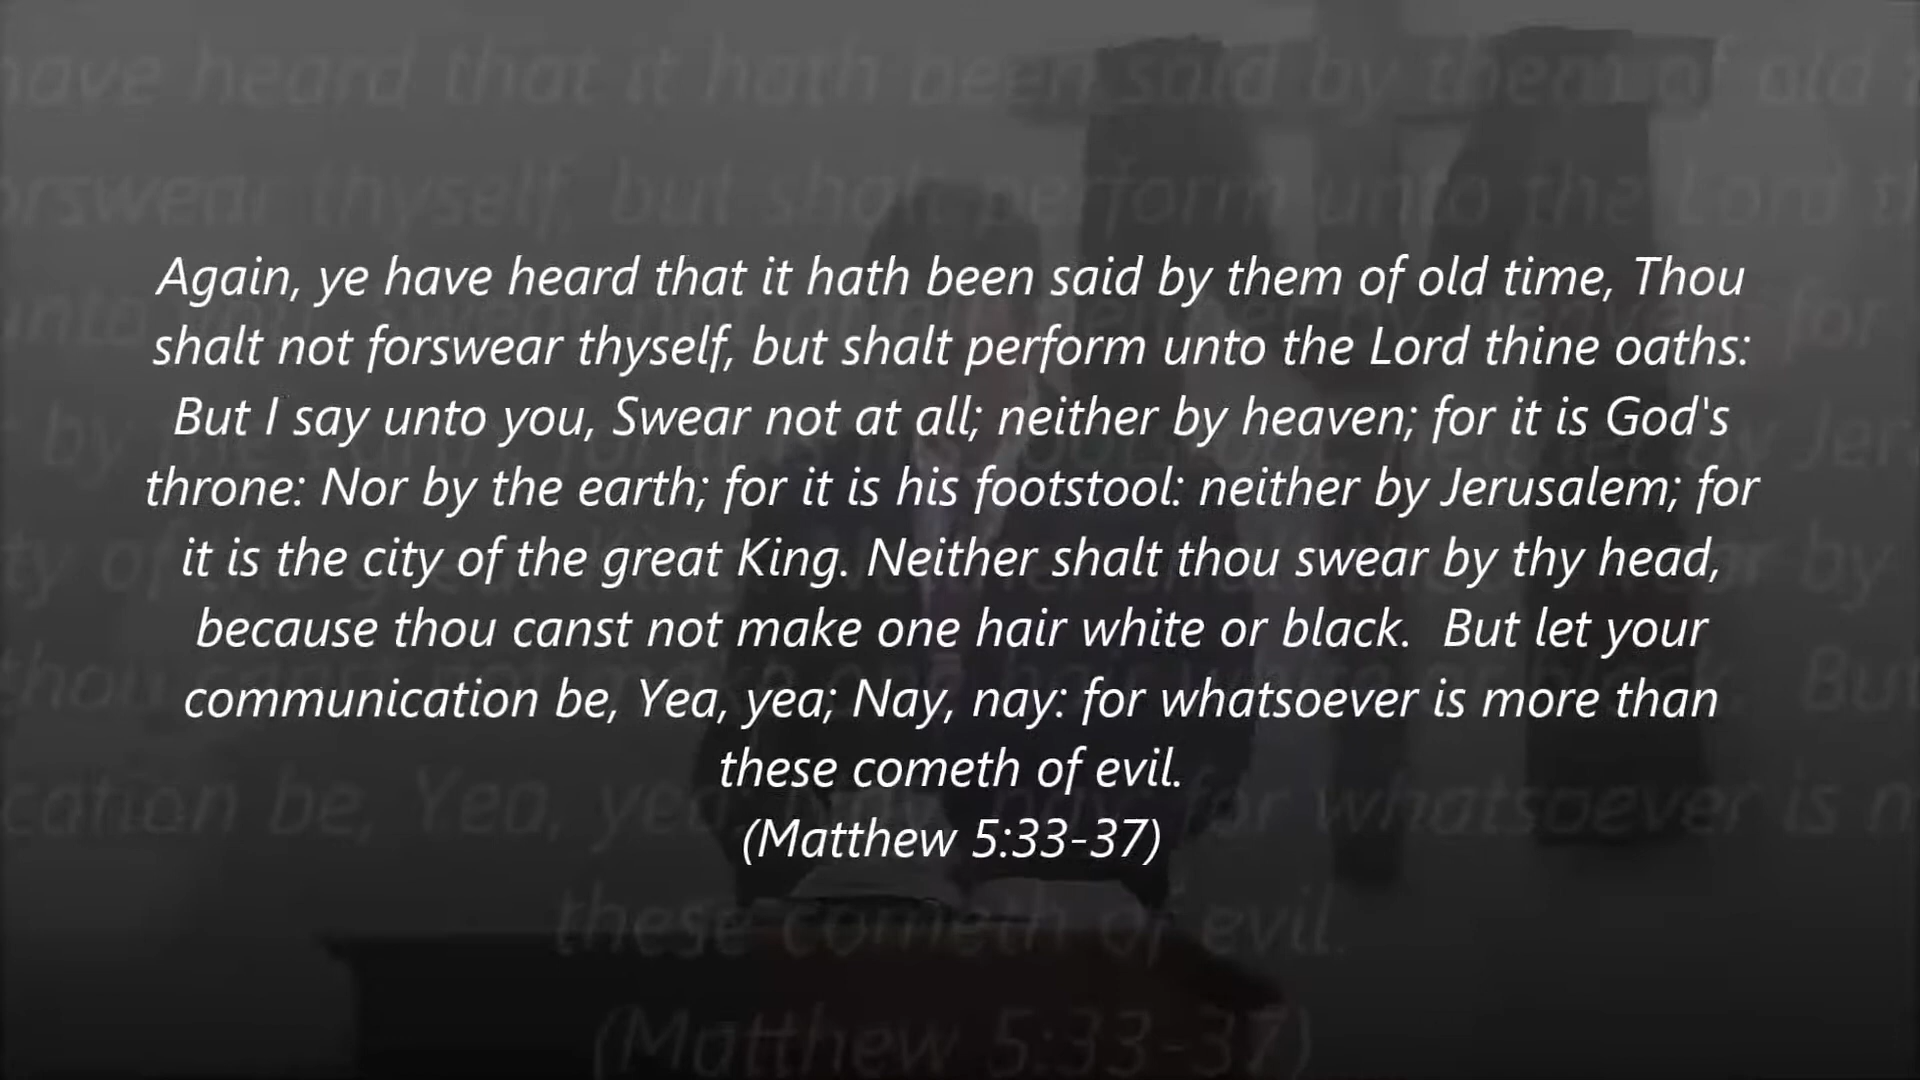 Again, ye have heard that it hath been said by them of old time, Thou
shalt not forswear thyself, but shalt perform unto the Lord thine oaths:
But I say unto you, Swear not at all; neither by heaven; for it is God's
throne: Nor by the earth; for it is his footstool: neither by Jerusalem; for
it is the city of the great King. Neither shalt thou swear by thy head,
because thou canst not make one hair white or black.  But let your
communication be, Yea, yea; Nay, nay: for whatsoever is more than
these cometh of evil.
(Matthew 5:33-37)